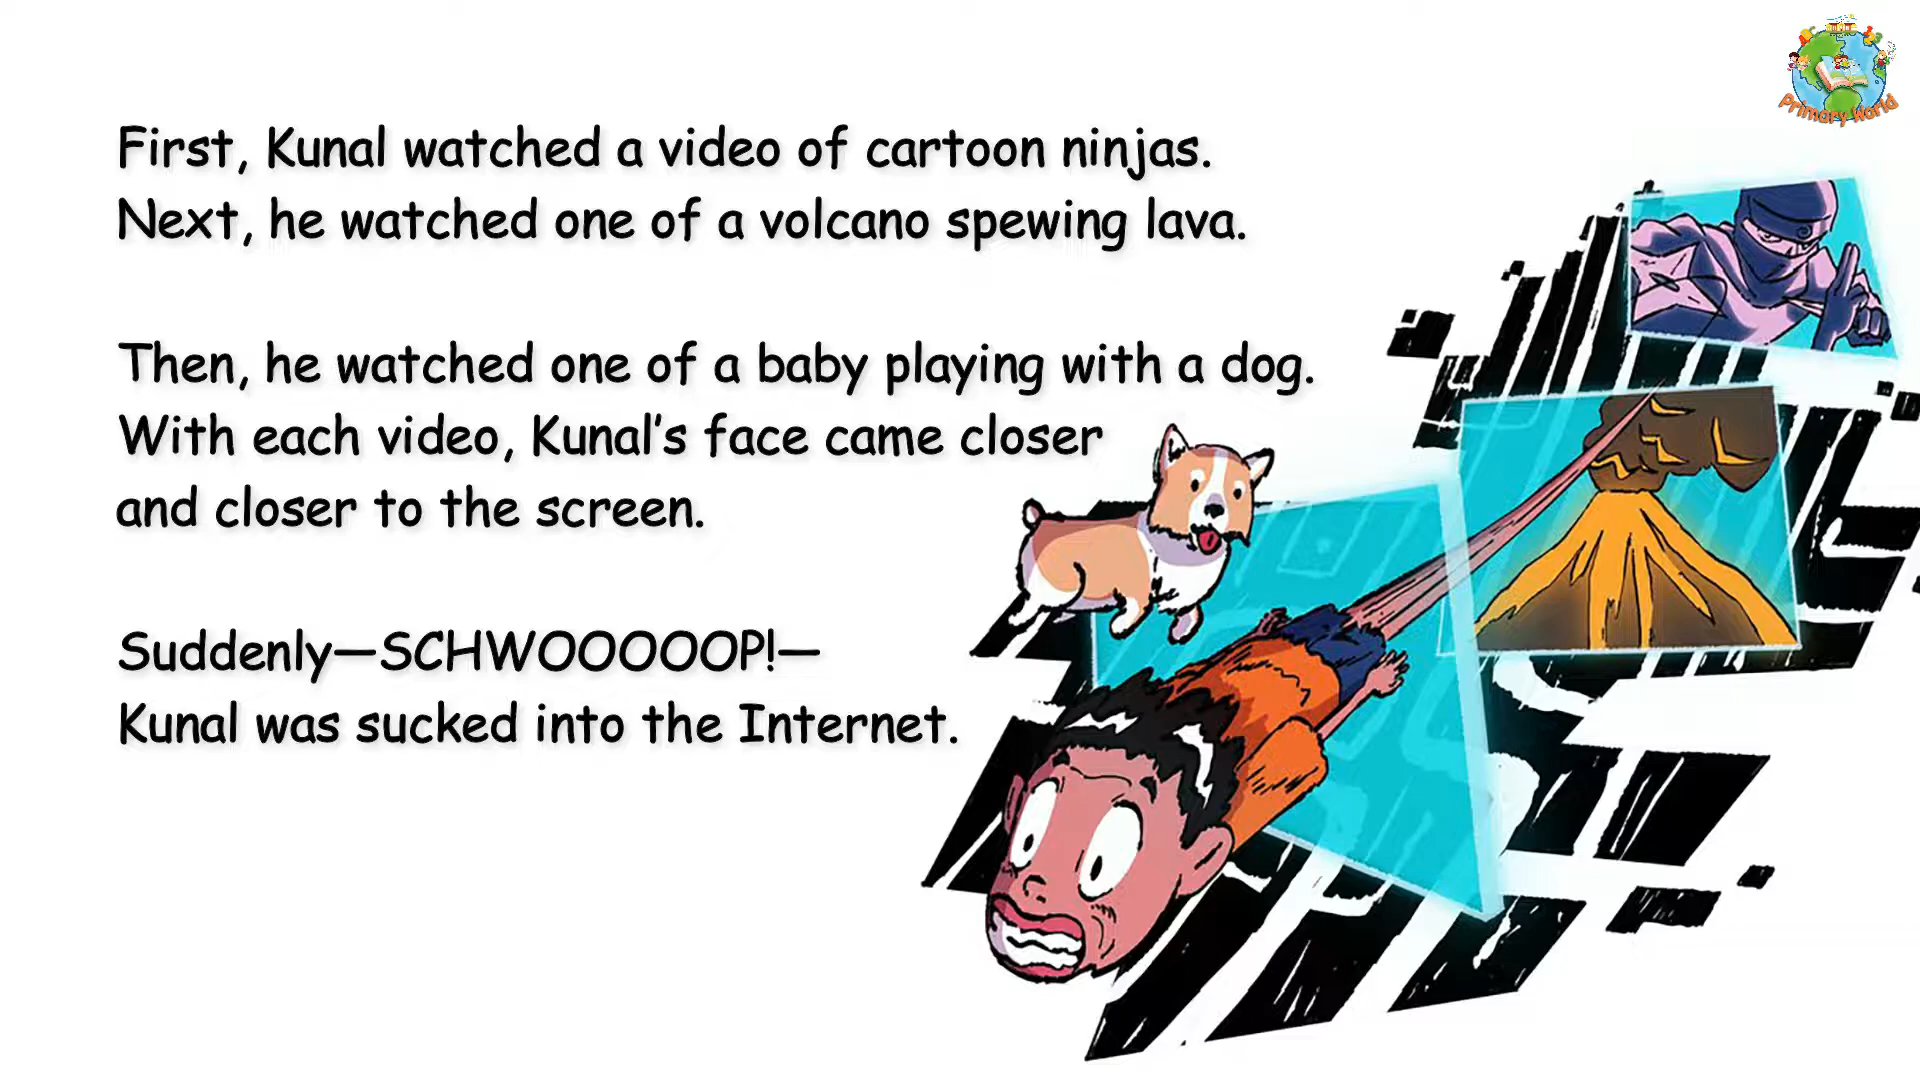 Primary World
First, Kunal watched a video of cartoon ninjas.
Next, he watched one of a volcano spewing lava.
Then, he watched one of a baby playing with a dog.
With each video, Kunal’s face came closer
and closer to the screen.
Suddenly—SCHWOOOOOP!—
Kunal was sucked into the Internet.